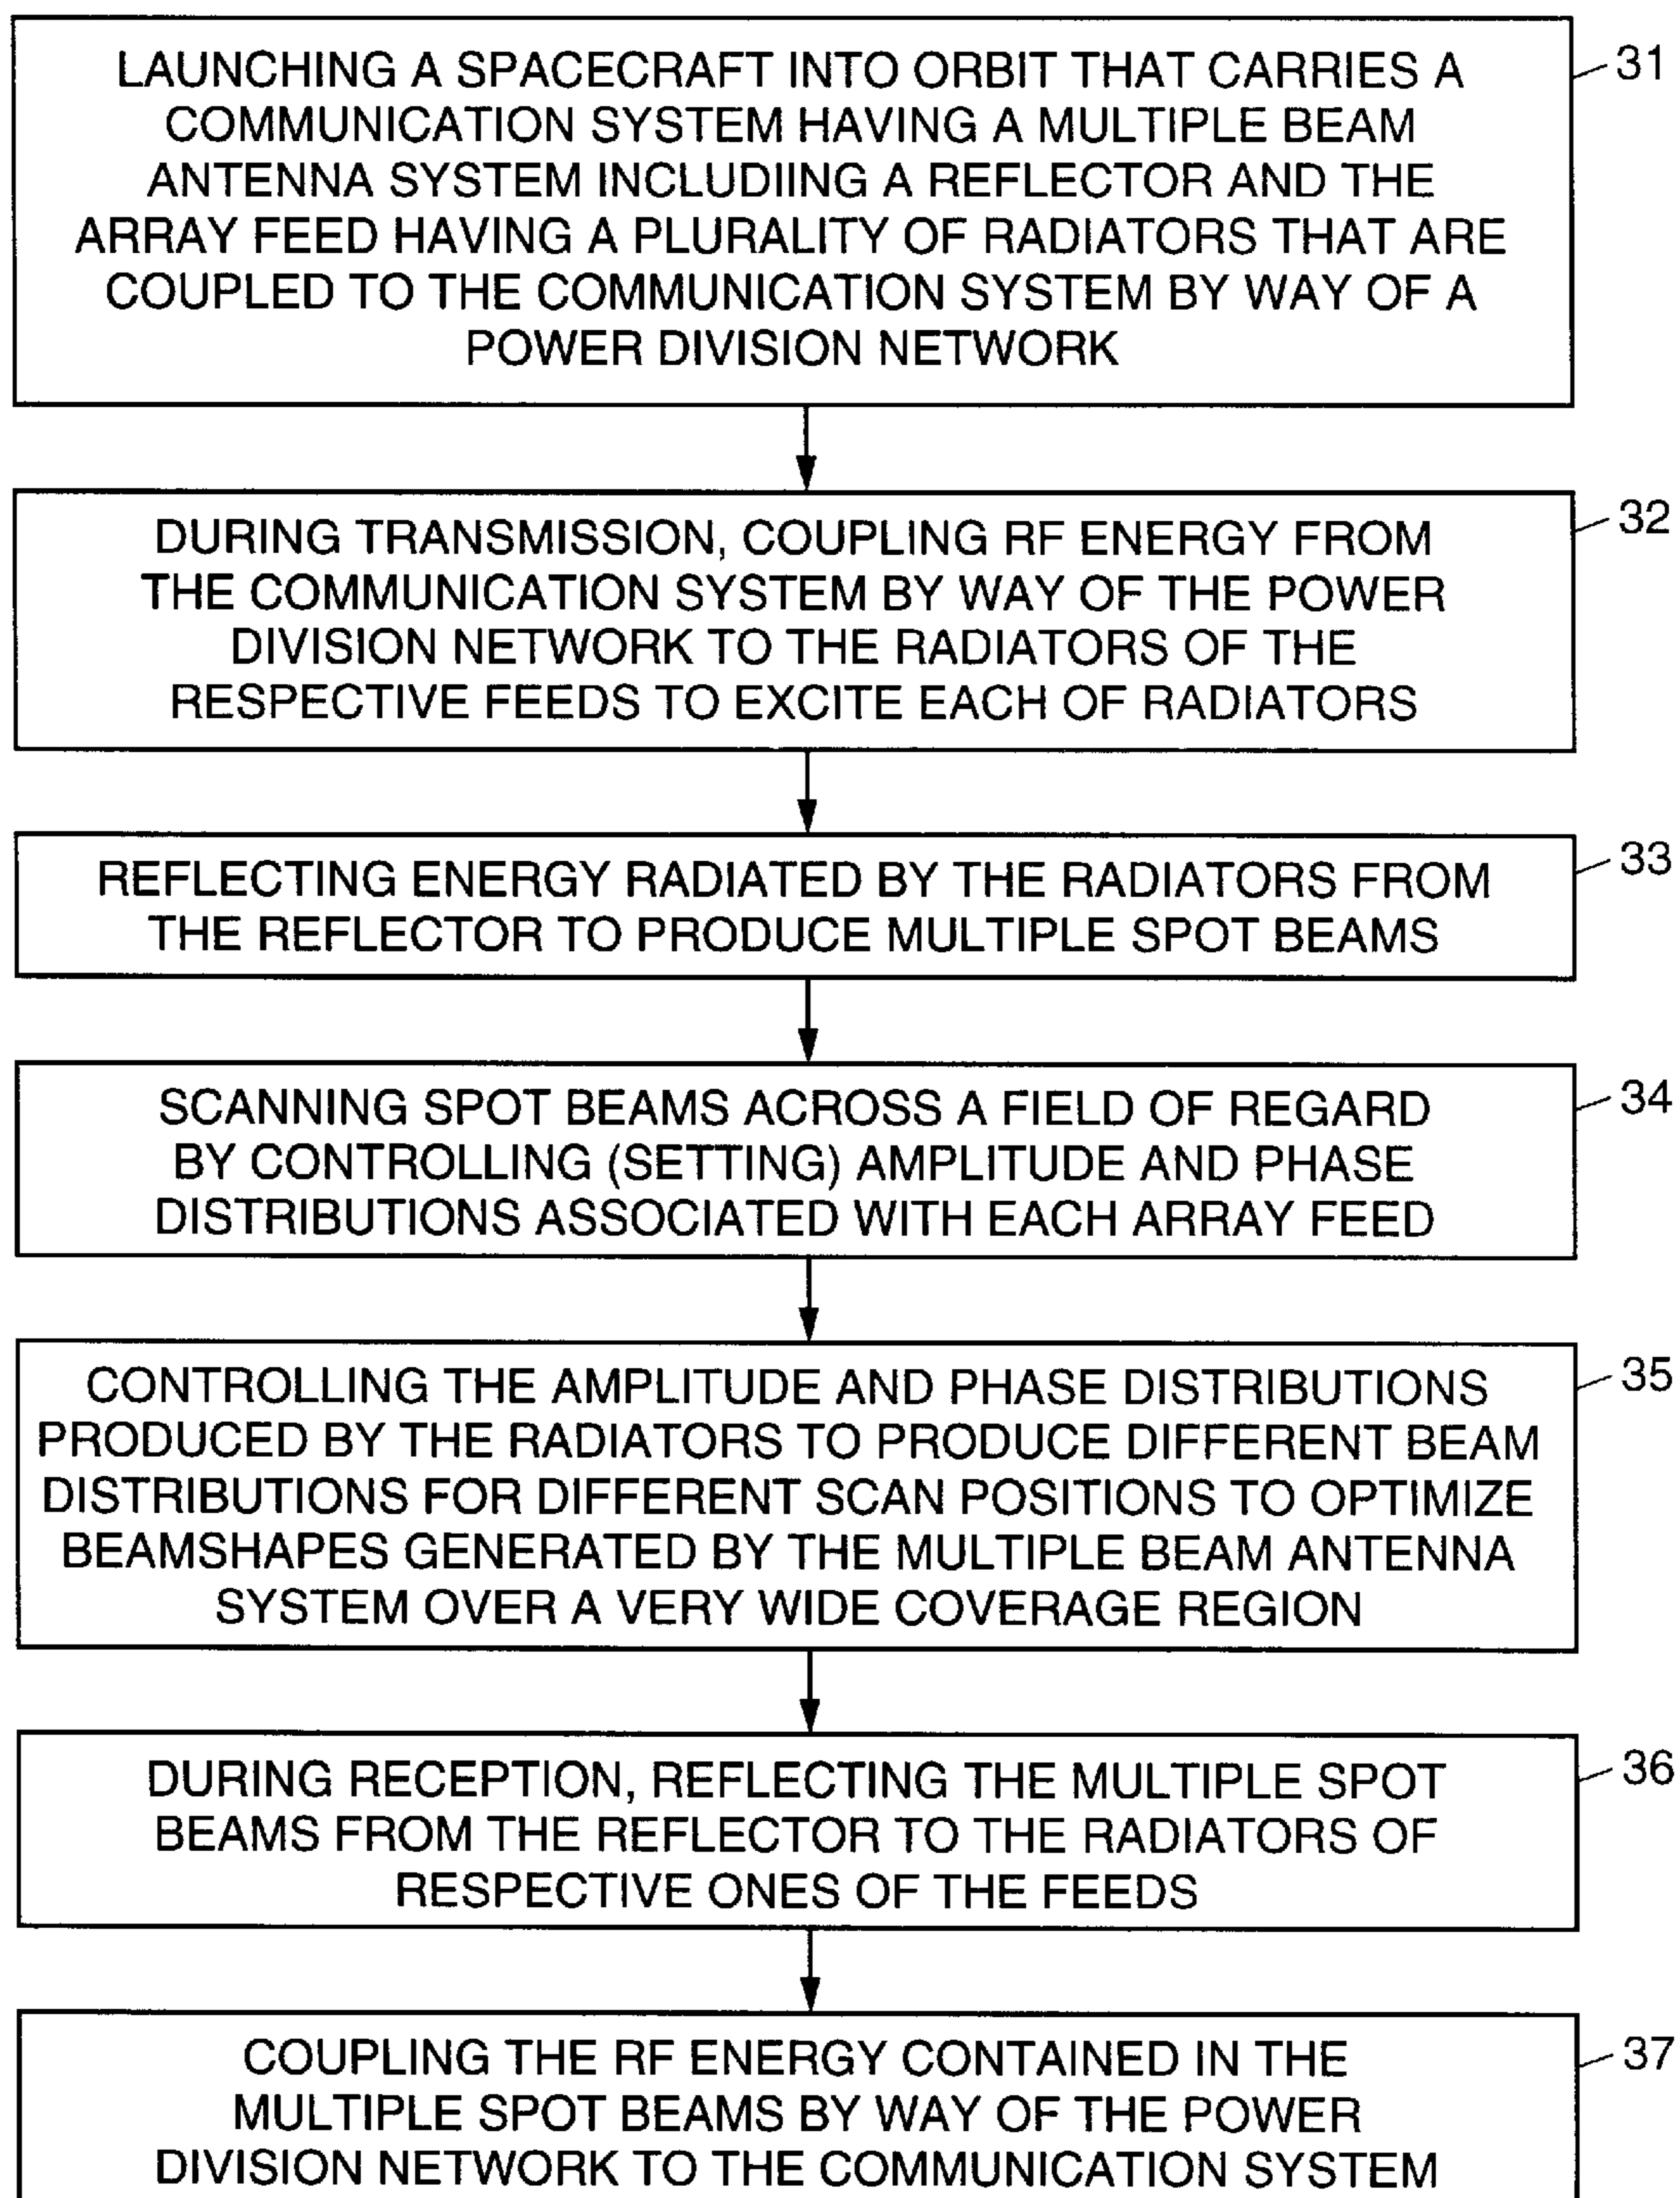 LAUNCHING A SPACECRAFT INTO ORBIT THAT CARRIES A
31
COMMUNICATION SYSTEM HAVING A MULTIPLE BEAM
ANTENNA SYSTEM INCLUDIING A REFLECTOR AND THE
ARRAY FEED HAVING A PLURALITY OF RADIATORS THAT ARE
COUPLED TO THE COMMUNICATION SYSTEM BY WAY OF A
POWER DIVISION NETWORK
DURING TRANSMISSION, COUPLING RF ENERGY FROM
32
THE COMMUNICATION SYSTEM BY WAY OF THE POWER
DIVISION NETWORK TO THE RADIATORS OF THE
RESPECTIVE FEEDS TO EXCITE EACH OF RADIATORS
REFLECTING ENERGY RADIATED BY THE RADIATORS FROM
33
THE REFLECTOR TO PRODUCE MULTIPLE SPOT BEAMS
SCANNING SPOT BEAMS ACROSS A FIELD OF REGARD
34
BY CONTROLLING (SETTING) AMPLITUDE AND PHASE
DISTRIBUTIONS ASSOCIATED WITH EACH ARRAY FEED
CONTROLLING THE AMPLITUDE AND PHASE DISTRIBUTIONS
35
PRODUCED BY THE RADIATORS TO PRODUCE DIFFERENT BEAM
DISTRIBUTIONS FOR DIFFERENT SCAN POSITIONS TO OPTIMIZE
BEAMSHAPES GENERATED BY THE MULTIPLE BEAM ANTENNA
SYSTEM OVER A VERY WIDE COVERAGE REGION
DURING RECEPTION, REFLECTING THE MULTIPLE SPOT
36
BEAMS FROM THE REFLECTOR TO THE RADIATORS OF
RESPECTIVE ONES OF THE FEEDS
COUPLING THE RF ENERGY CONTAINED IN THE
37
MULTIPLE SPOT BEAMS BY WAY OF THE POWER
DIVISION NETWORK TO THE COMMUNICATION SYSTEM